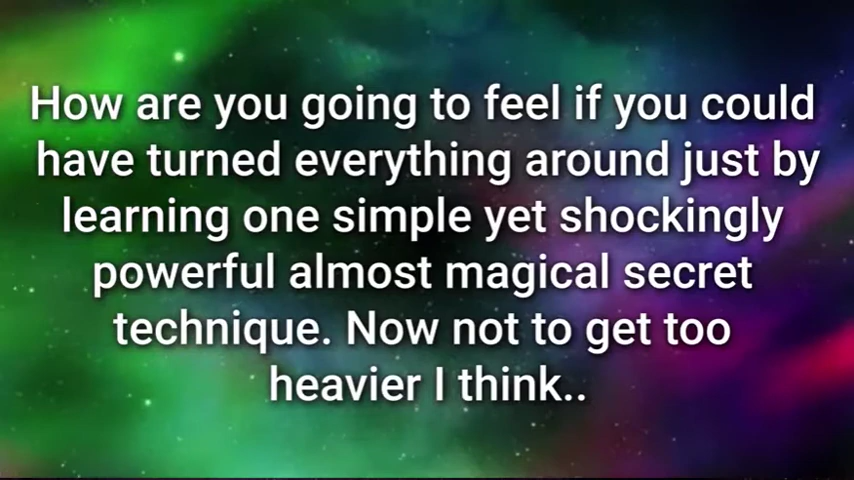 How are you going to feel if you could
have turned everything around just by
learning one simple yet shockingly
powerful almost magical secret
technique. Now not to get too
heavier I think..